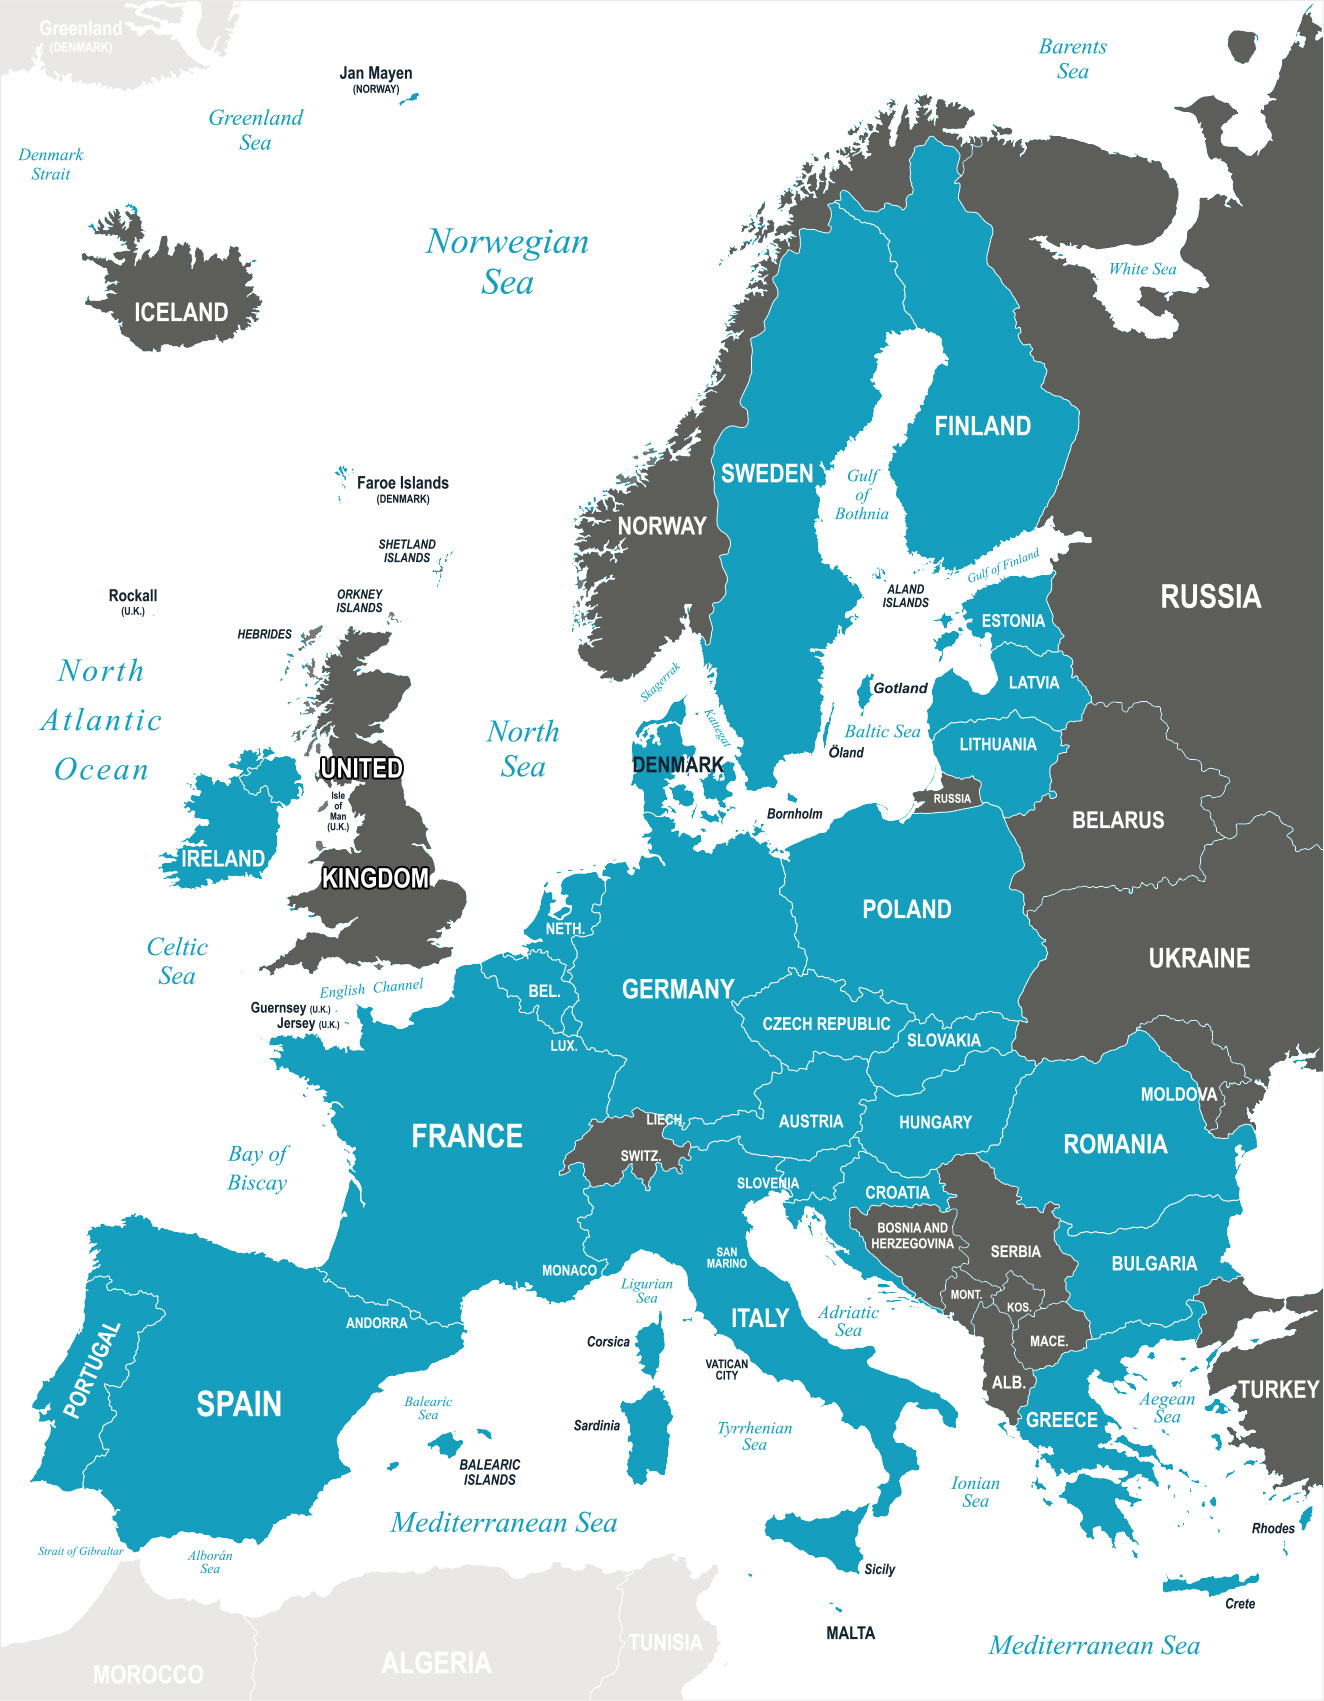 Greenland
(DENMARK)
Jan Mayen
(NORWAY)
Barents
Sea
Greenland
Sea
Denmark
Strait
Norwegian
Sea
White Sea
ICELAND
FINLAND
SWEDEN
Gulf
of
Bothnia
Faroe Islands
(DENMARK)
NORWAY
SHETLAND
ISLANDS
Gulf of Finland
Rockall
(U.K.)
ORKNEY
ISLANDS
ALAND
ISLANDS
RUSSIA
HEBRIDES
ESTONIA
North
Atlantic
Ocean
Skagerrak
Gotland
LATVIA
North
Sea
Kattegat
Baltic Sea
Öland
LITHUANIA
UNITED
DENMARK
Isle
of
Man
(U.K.)
Bornholm
RUSSIA
BELARUS
IRELAND
KINGDOM
POLAND
NETH.
Celtic
Sea
UKRAINE
English Channel
BEL.
GERMANY
Guernsey (U.K.)
Jersey (U.K.)
CZECH REPUBLIC
LUX.
SLOVAKIA
MOLDOVA
FRANCE
LIECH.
AUSTRIA
HUNGARY
ROMANIA
Bay of
Biscay
SWITZ.
SLOVENIA
CROATIA
BOSNIA AND
HERZEGOVINA
SERBIA
SAN
MARINO
BULGARIA
MONACO
Ligurian
Sea
MONT.
KOS.
ANDORRA
ITALY
Adriatic
Sea
Corsica
MACE.
PORTUGAL
VATICAN
CITY
ALB.
TURKEY
SPAIN
Balearic
Sea
Aegean
Sea
Sardinia
Tyrrhenian
Sea
GREECE
BALEARIC
ISLANDS
Ionian
Sea
Mediterranean Sea
Rhodes
Strait of Gibraltar
Alborán
Sea
Sicily
Crete
MALTA
TUNISIA
Mediterranean Sea
MOROCCO
ALGERIA